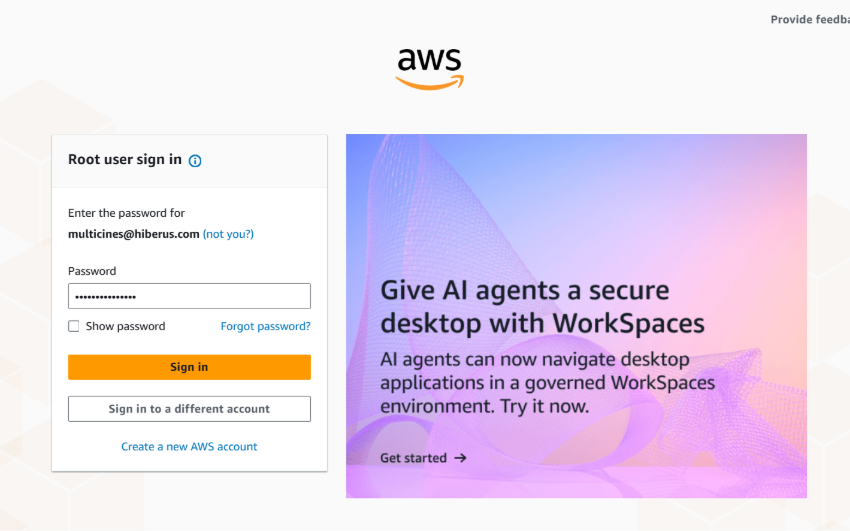 Provide feedba
aws
Root user sign in
Enter the password for
multicines@hiberus.com (not you?)
Password
•••••••••••••••
Show password Forgot password?
Sign in
Sign in to a different account
Create a new AWS account
Give AI agents a secure
desktop with WorkSpaces
AI agents can now navigate desktop
applications in a governed WorkSpaces
environment. Try it now.
Get started →